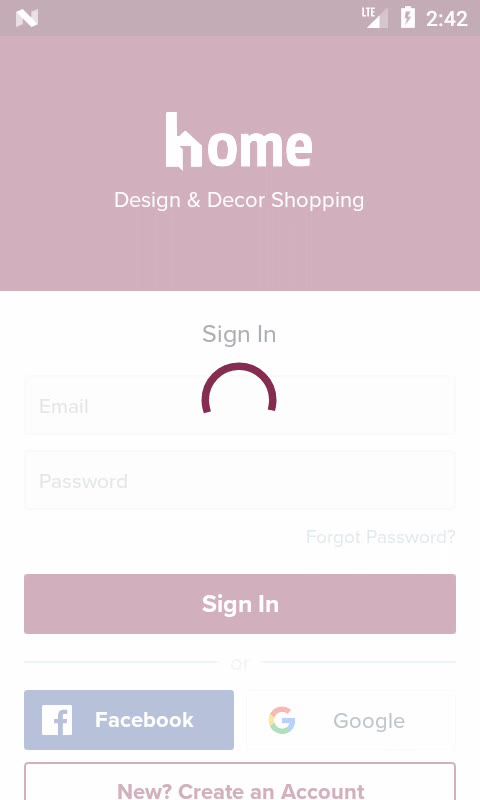 LTE 2:42
home
Design & Decor Shopping
Sign In
Email
Password
Forgot Password?
Sign In
or
Facebook Google
New? Create an Account